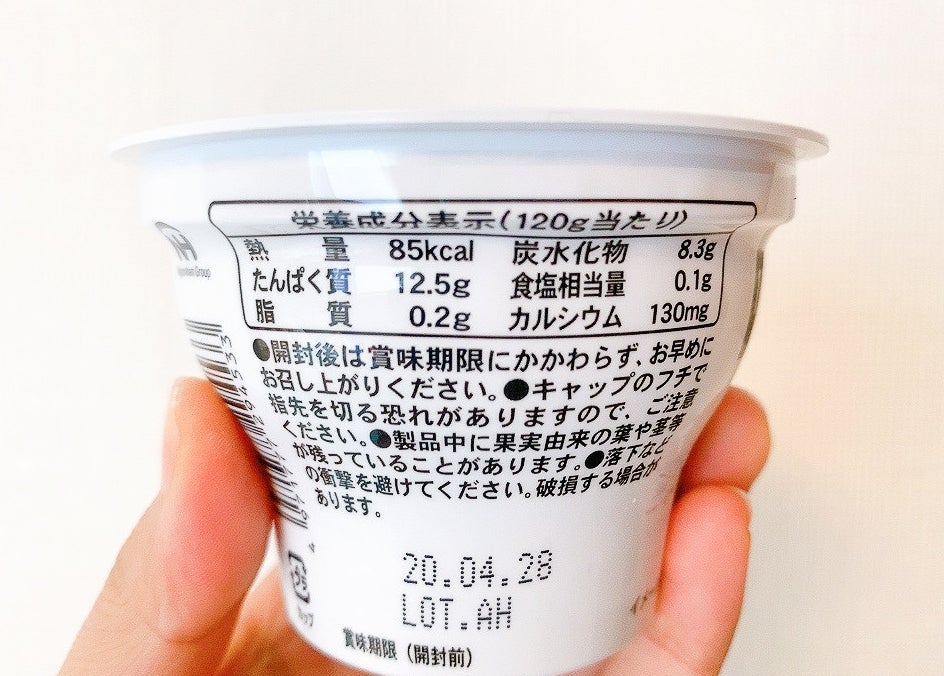 栄養成分表示(120g当たり)
熱量 85kcal 炭水化物 8.3g
たんぱく質 12.5g 食塩相当量 0.1g
脂質 0.2g カルシウム 130mg
●開封後は賞味期限にかかわらず、お早めに
お召し上がりください。●キャップのフチで
指先を切る恐れがありますので、ご注意
ください。●製品中に果実由来の葉や茎等
が残っていることがあります。●落下など
の衝撃を避けてください。破損する場合が
あります。
20.04.28
LOT.AH
賞味期限(開封前)
Group